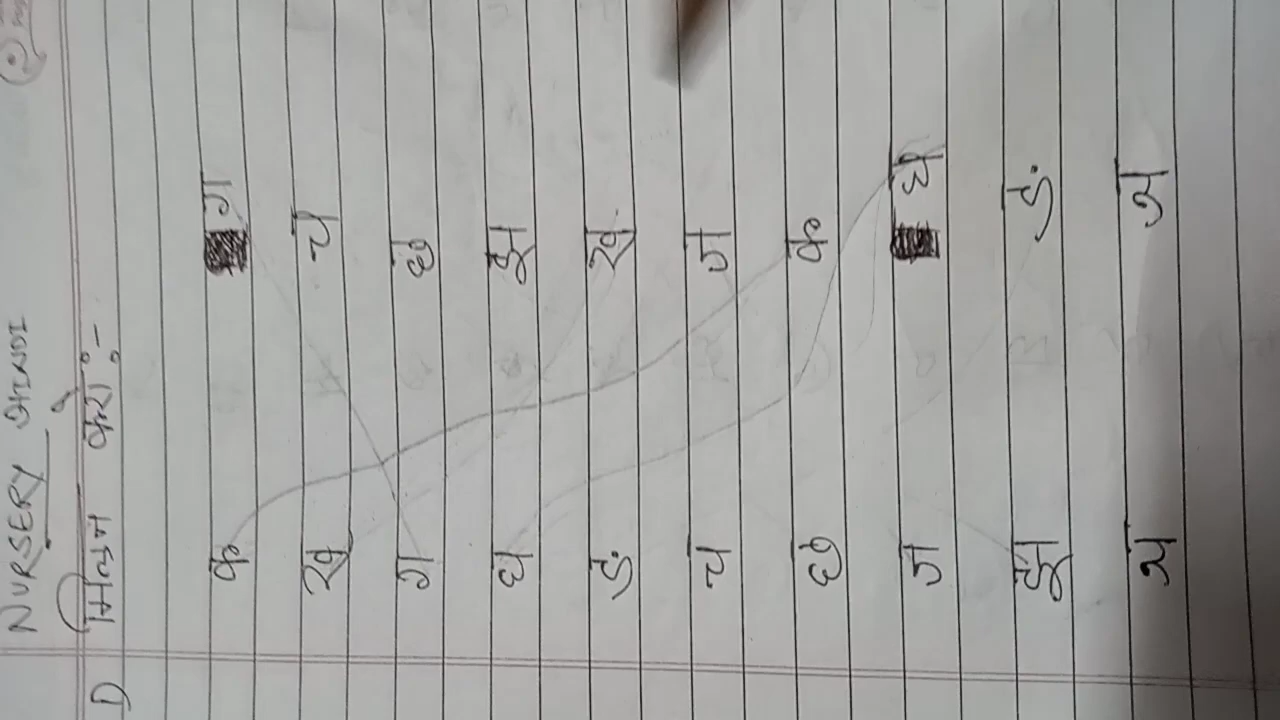 NURSERY HINDI
1) मिलान करो :-
क ग
ख च
ग छ
घ झ
ङ ख
च ज
छ क
ज घ
झ ङ
ञ ञ